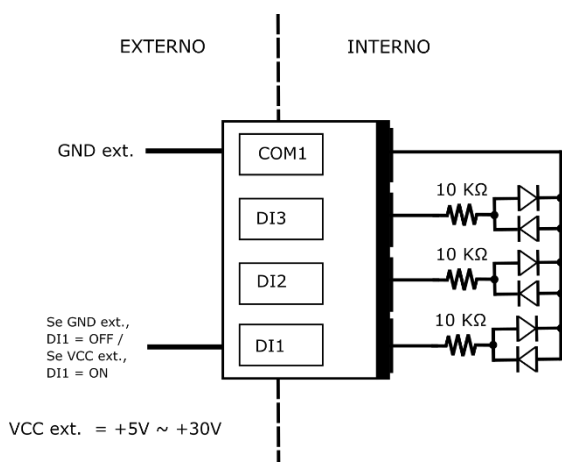 EXTERNO
INTERNO
GND ext.
COM1
10 KΩ
DI3
10 KΩ
DI2
10 KΩ
Se GND ext.,
DI1 = OFF /
Se VCC ext.,
DI1 = ON
DI1
VCC ext. = +5V ~ +30V